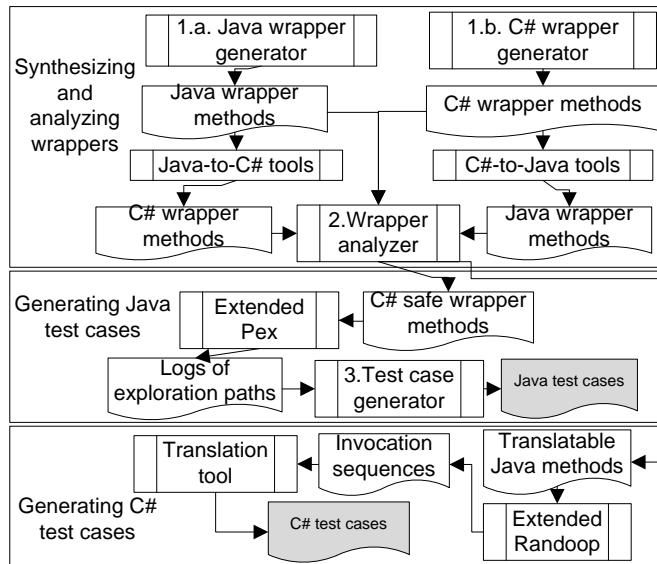 1.a. Java wrapper
generator
1.b. C# wrapper
generator
Synthesizing
and
analyzing
wrappers
Java wrapper
methods
C# wrapper methods
Java-to-C# tools
C#-to-Java tools
C# wrapper
methods
2.Wrapper
analyzer
Java wrapper
methods
Generating Java
test cases
Extended
Pex
C# safe wrapper
methods
Logs of
exploration paths
3.Test case
generator
Java test cases
Generating C#
test cases
Translation
tool
Invocation
sequences
Translatable
Java methods
C# test cases
Extended
Randoop